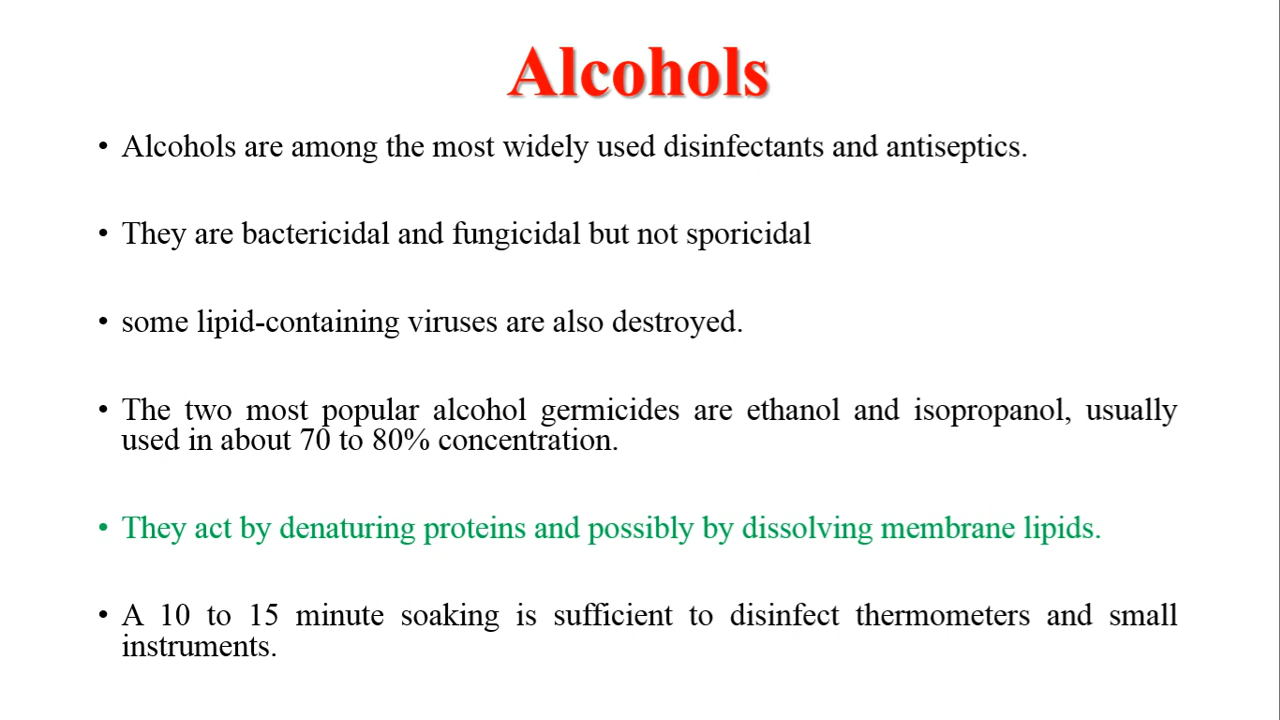 Alcohols
• Alcohols are among the most widely used disinfectants and antiseptics.
• They are bactericidal and fungicidal but not sporicidal
• some lipid-containing viruses are also destroyed.
• The two most popular alcohol germicides are ethanol and isopropanol, usually
used in about 70 to 80% concentration.
• They act by denaturing proteins and possibly by dissolving membrane lipids.
• A 10 to 15 minute soaking is sufficient to disinfect thermometers and small
instruments.